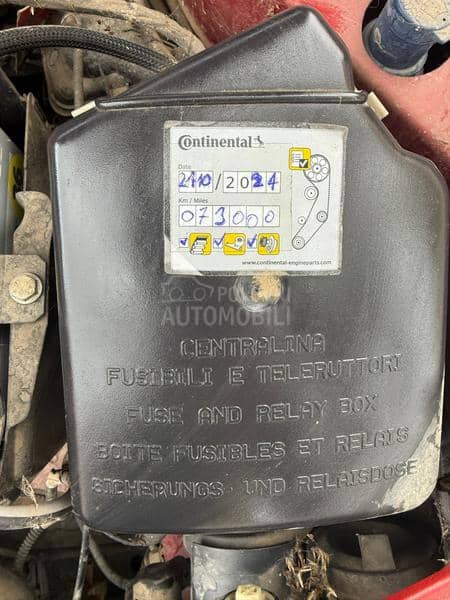 Continental
Date
24 10/2024
Km / Miles
073000
www.continental-engineparts.com
POLOVNI
AUTOMOBILI
CENTRALINA
FUSIBILI E TELERUTTORI
FUSE AND RELAY BOX
BOITE FUSIBLES ET RELAIS
SICHERUNGS - UND RELAISDOSE